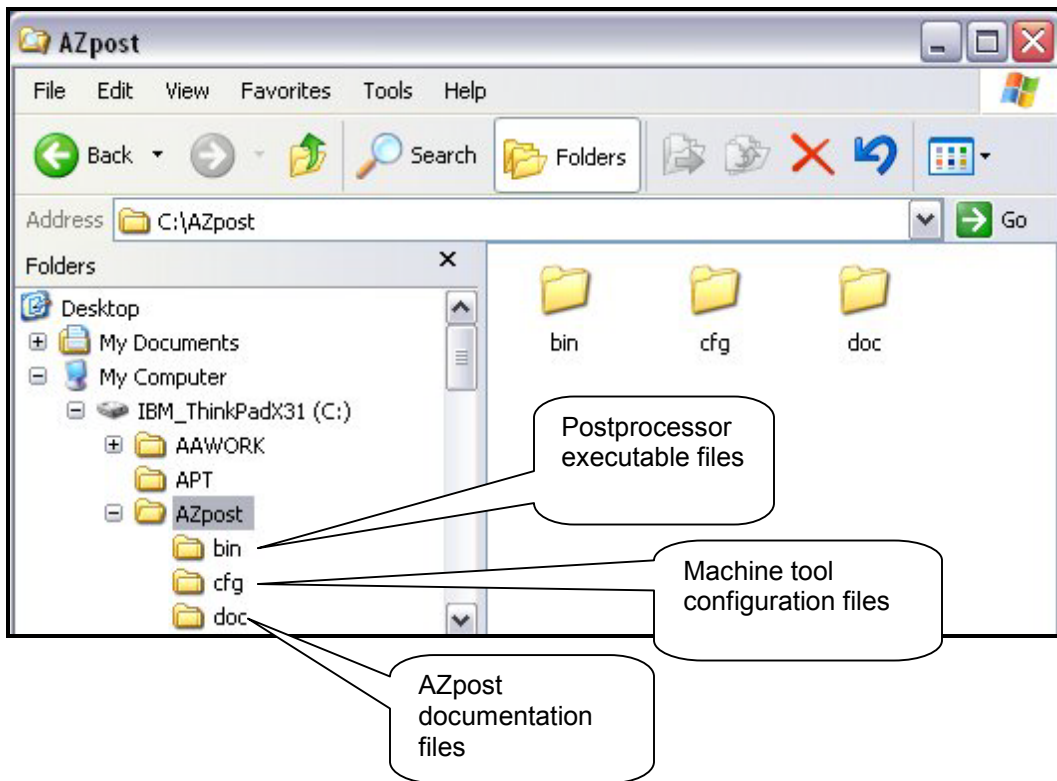 AZpost
File Edit View Favorites Tools Help
Back Search Folders
Address C:\AZpost Go
Folders x
Desktop
My Documents
My Computer
IBM_ThinkPadX31 (C:)
AAWORK
APT
AZpost
bin
cfg
doc
bin cfg doc
Postprocessor
executable files
Machine tool
configuration files
AZpost
documentation
files